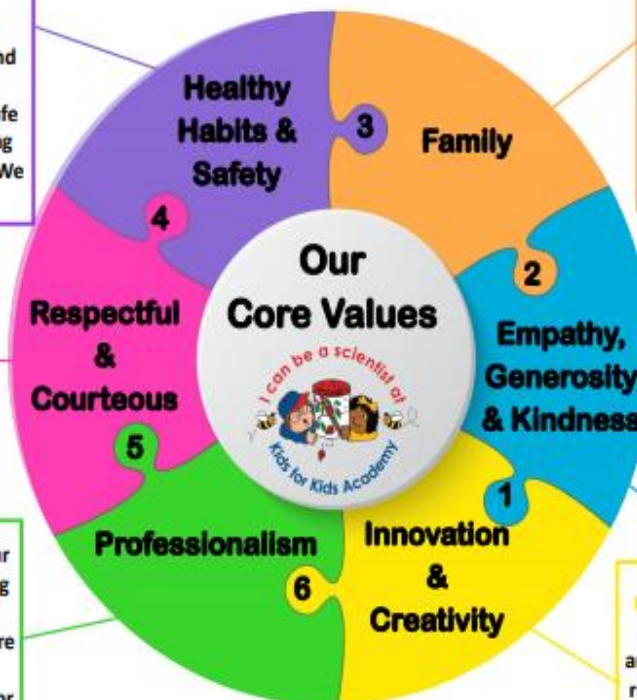 Healthy
Habits &
Safety
3
Family
4
2
Our
Core Values
I can be a scientist at
Kids for Kids Academy
Respectful
&
Courteous
Empathy,
Generosity
& Kindness
5
1
Professionalism
Innovation
&
Creativity
6
We